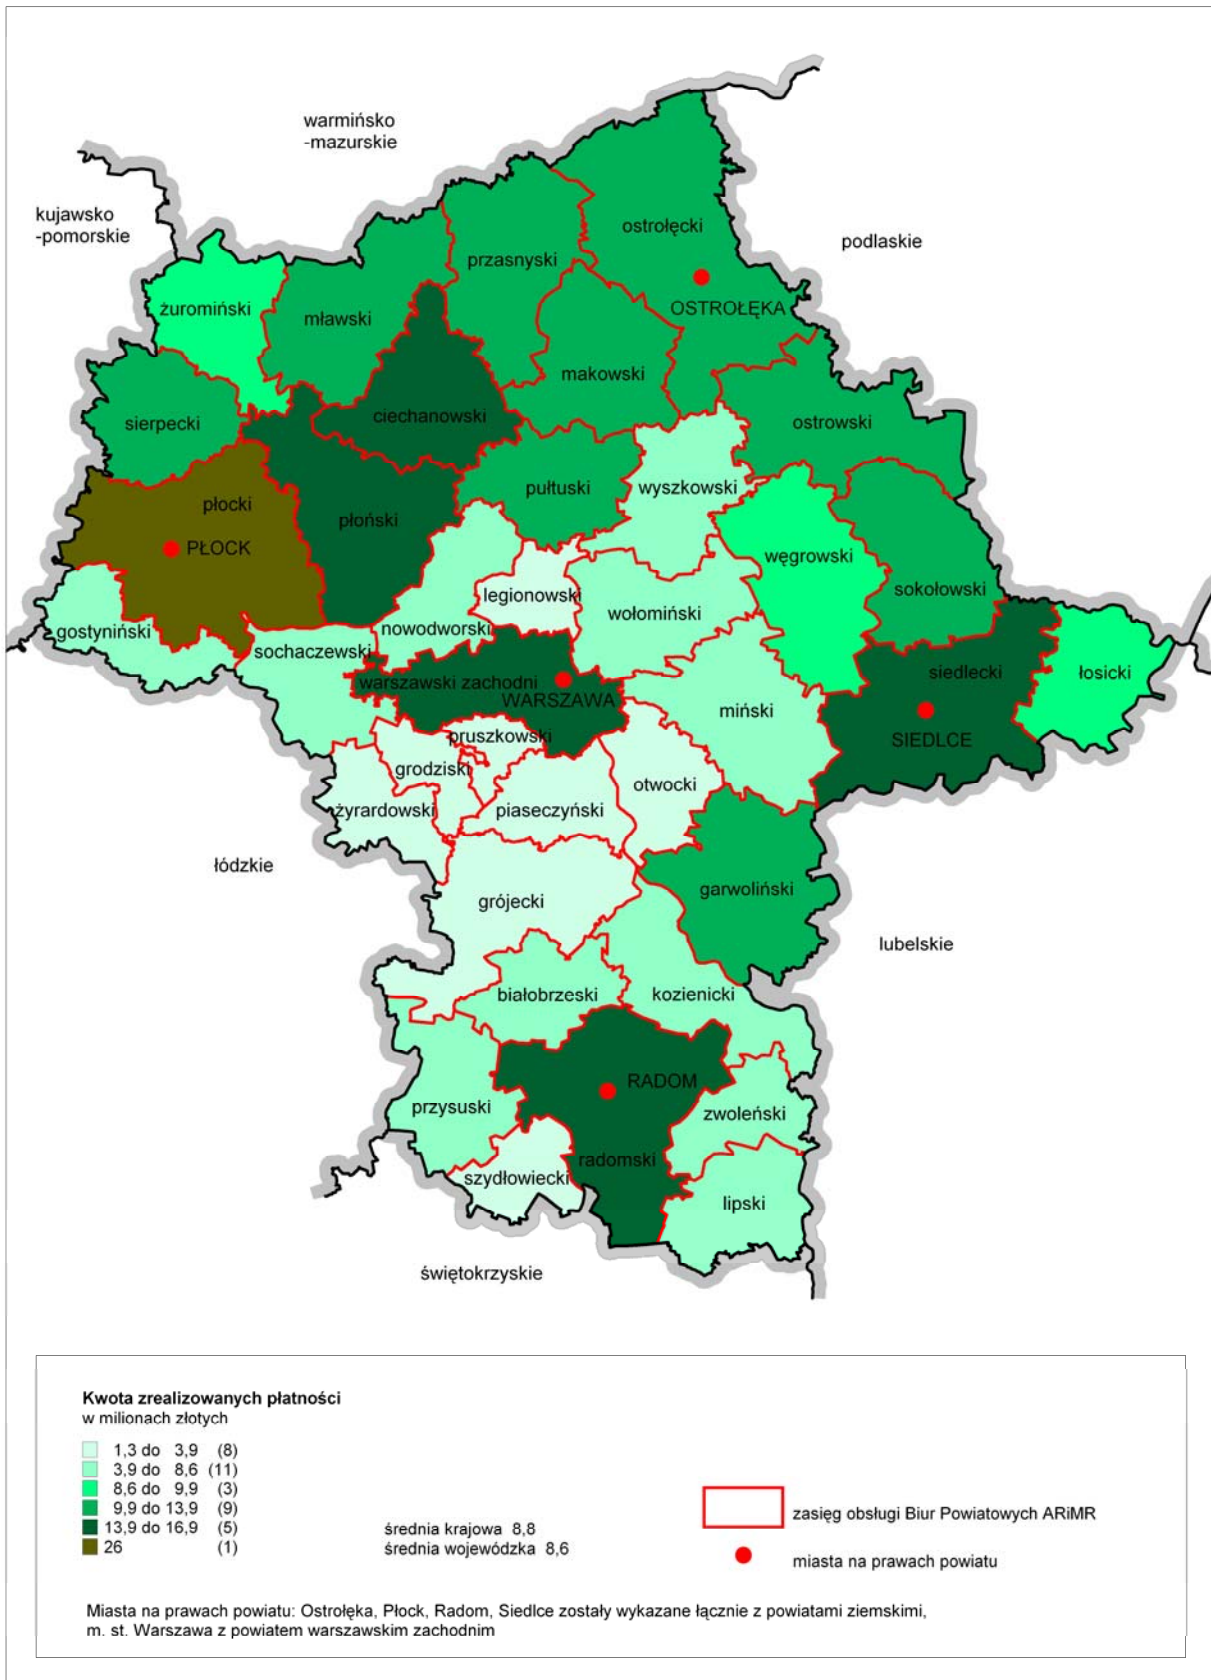 warmińsko
-mazurskie
kujawsko
-pomorskie
podlaskie
ostrołęcki
przasnyski
żuromiński
OSTROŁĘKA
mławski
makowski
ciechanowski
sierpecki
ostrowski
pułtuski
wyszkowski
płocki
płoński
PŁOCK
węgrowski
sokołowski
legionowski
wołomiński
nowodworski
gostyniński
sochaczewski
siedlecki
łosicki
warszawski zachodni
WARSZAWA
miński
SIEDLCE
pruszkowski
grodziski
otwocki
żyrardowski
piaseczyński
łódzkie
garwoliński
grójecki
lubelskie
białobrzeski
kozienicki
RADOM
przysuski
zwoleński
radomski
szydłowiecki
lipski
świętokrzyskie
Kwota zrealizowanych płatności
w milionach złotych
1,3 do 3,9 (8)
3,9 do 8,6 (11)
8,6 do 9,9 (3)
9,9 do 13,9 (9)
13,9 do 16,9 (5)
26 (1)
średnia krajowa 8,8
średnia wojewódzka 8,6
zasięg obsługi Biur Powiatowych ARiMR
miasta na prawach powiatu
Miasta na prawach powiatu: Ostrołęka, Płock, Radom, Siedlce zostały wykazane łącznie z powiatami ziemskimi,
m. st. Warszawa z powiatem warszawskim zachodnim